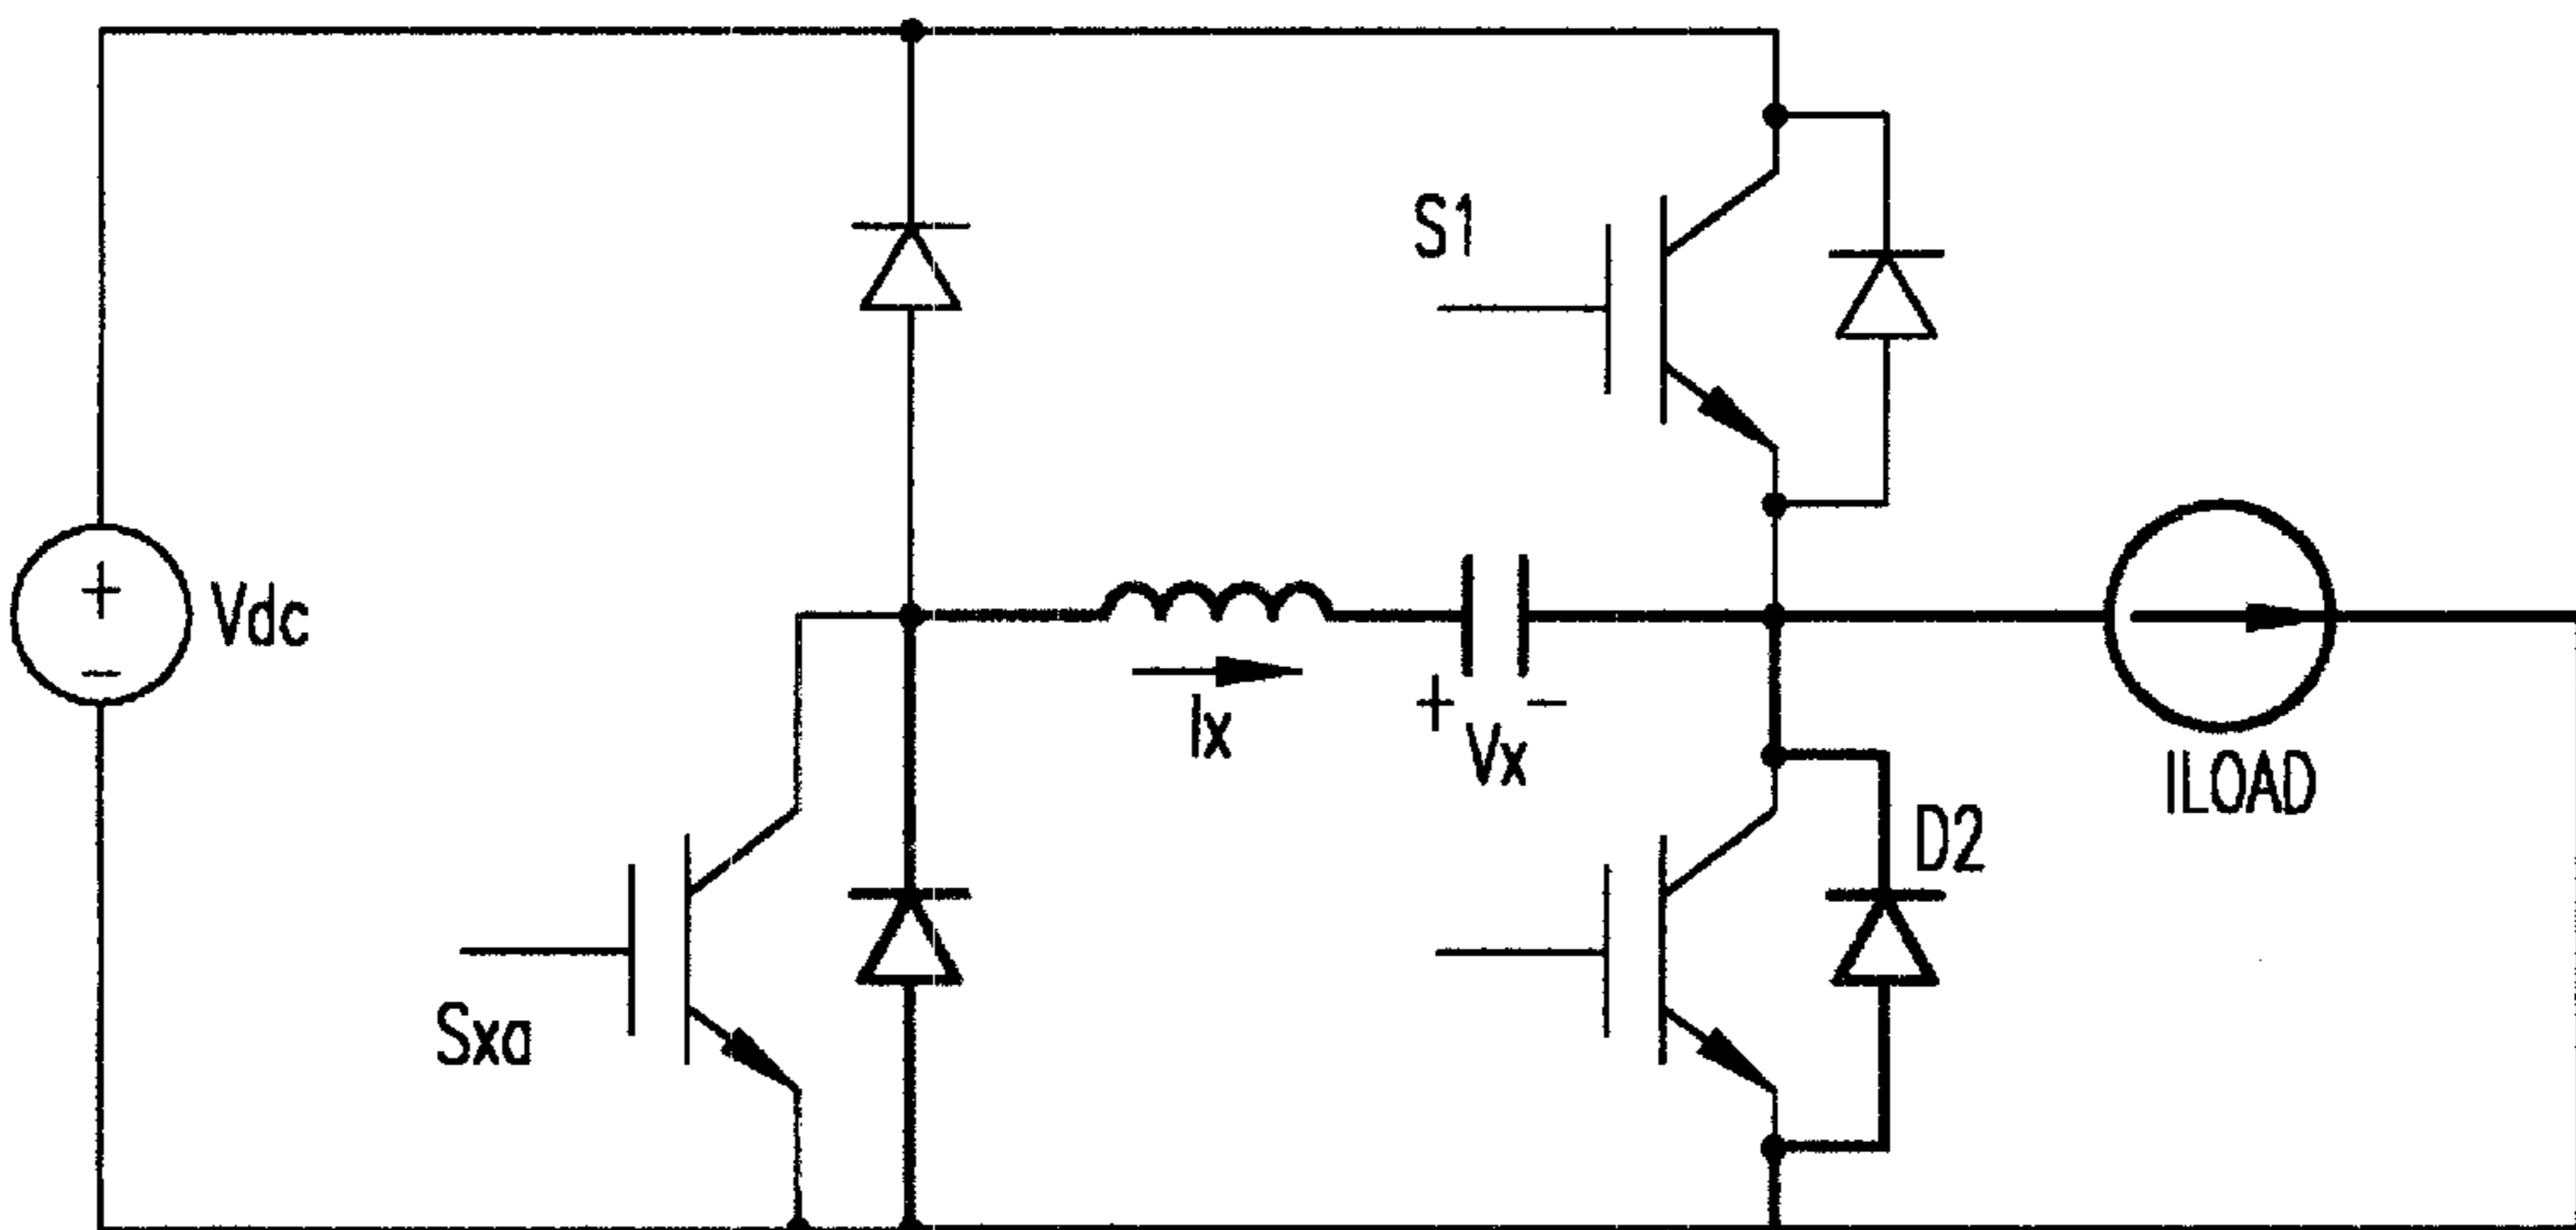 S1
+
Vdc
-
Ix
+
Vx
-
ILOAD
D2
Sxa